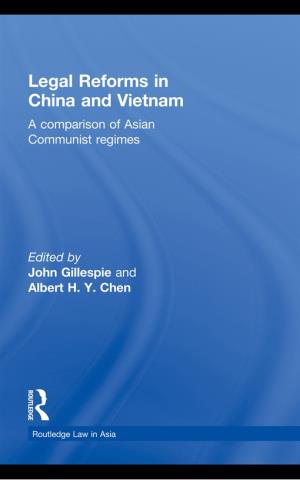 Legal Reforms in
China and Vietnam
A comparison of Asian
Communist regimes
Edited by
John Gillespie and
Albert H. Y. Chen
ROUTLEDGE
Routledge Law in Asia